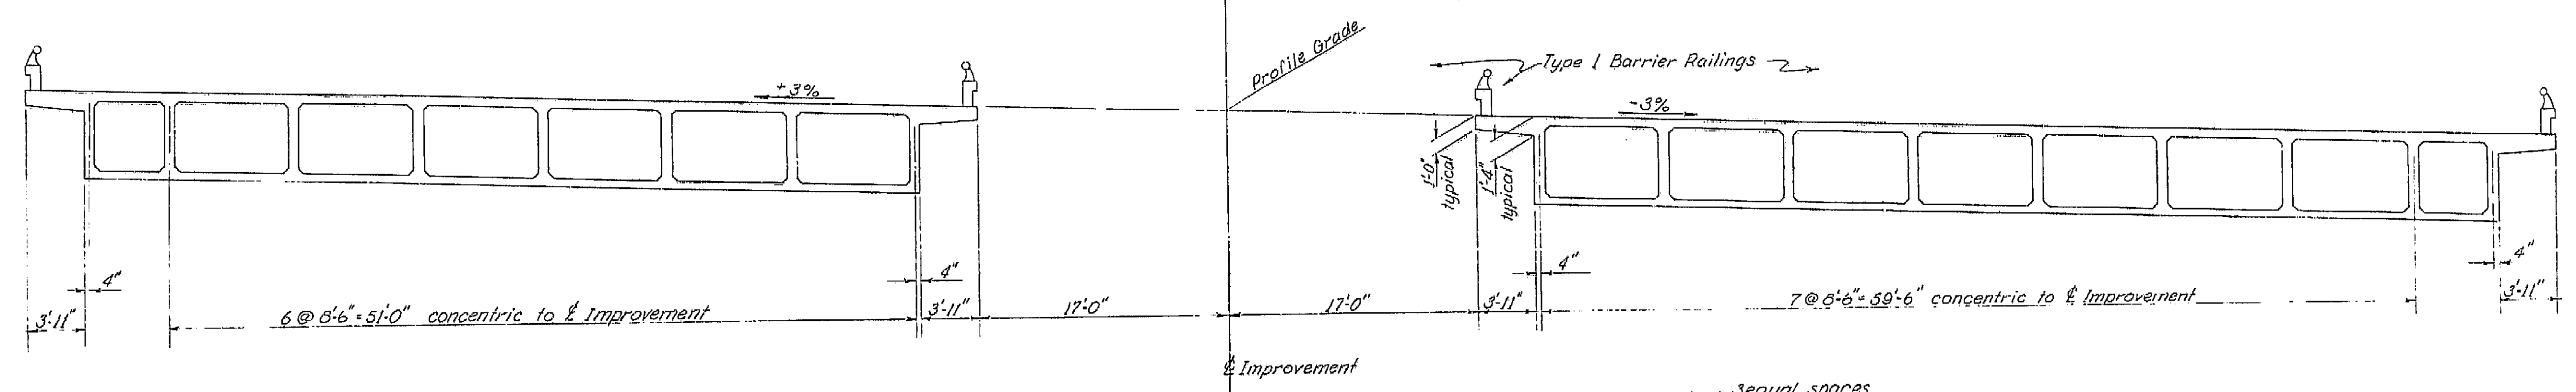 Profile Grade
Type 1 Barrier Railings
+3%
-3%
1'-0"
typical
1'-4"
typical
4"
4"
4"
4"
3'-11"
6 @ 8'-6" = 51'-0" concentric to ℄ Improvement
3'-11"
17'-0"
17'-0"
3'-11"
7 @ 8'-6" = 59'-6" concentric to ℄ Improvement
3'-11"
℄ Improvement
3 equal spaces